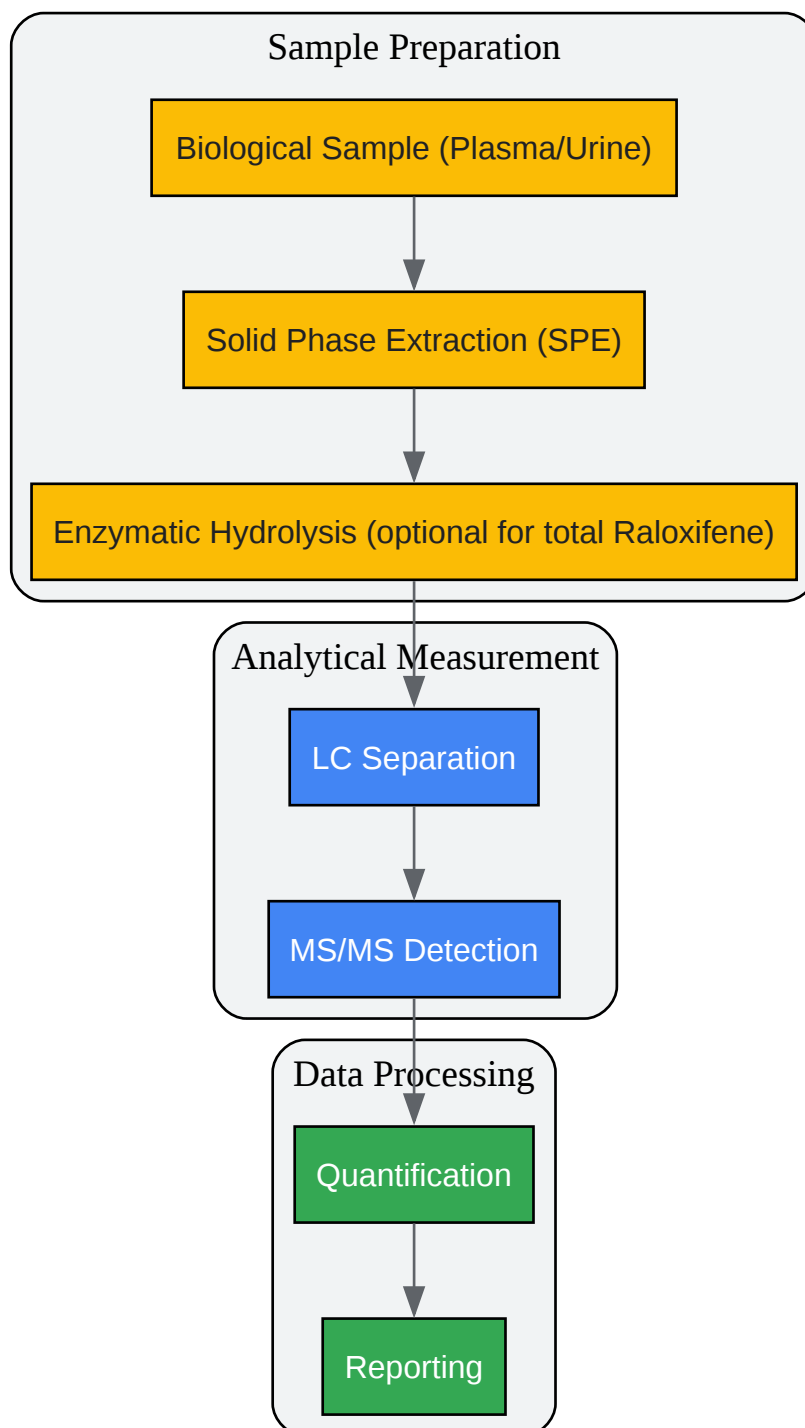 Sample Preparation
Biological Sample (Plasma/Urine)
Solid Phase Extraction (SPE)
Enzymatic Hydrolysis (optional for total Raloxifene)
Analytical Measurement
LC Separation
MS/MS Detection
Data Processing
Quantification
Reporting